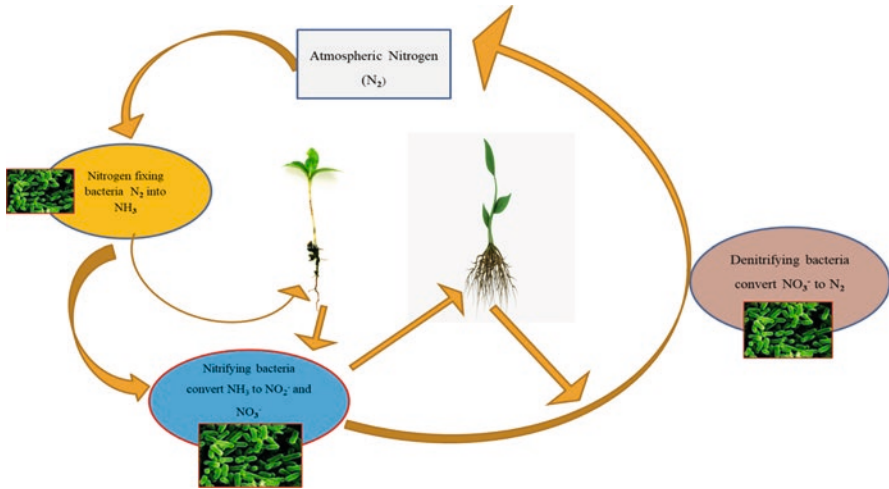 Atmospheric Nitrogen
(N₂)
Nitrogen fixing
bacteria N₂ into
NH₃
Denitrifying bacteria
convert NO₃⁻ to N₂
Nitrifying bacteria
convert NH₃ to NO₂⁻ and
NO₃⁻